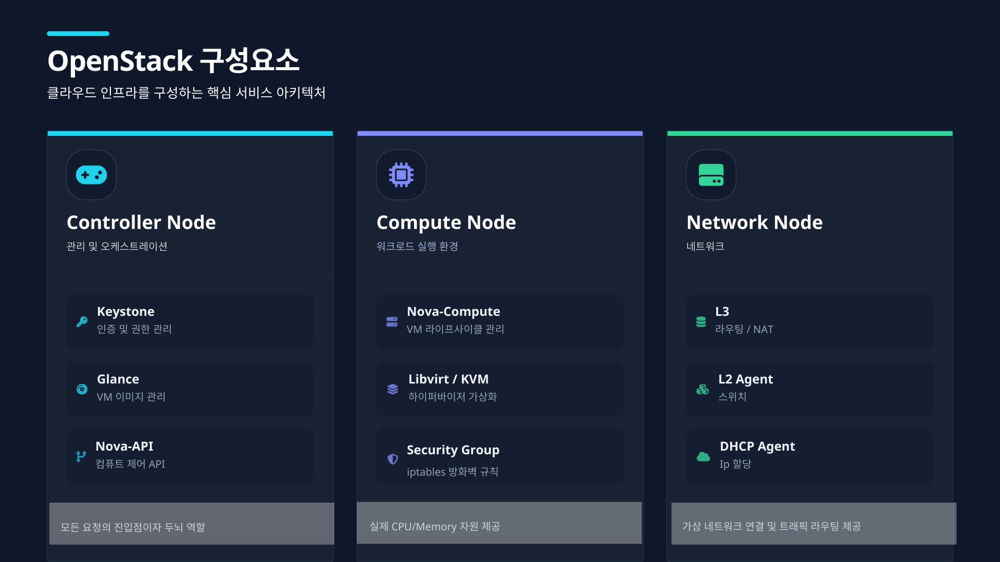 OpenStack 구성요소
클라우드 인프라를 구성하는 핵심 서비스 아키텍처
Controller Node
관리 및 오케스트레이션
Keystone
인증 및 권한 관리
Glance
VM 이미지 관리
Nova-API
컴퓨트 제어 API
모든 요청의 진입점이자 두뇌 역할
Compute Node
워크로드 실행 환경
Nova-Compute
VM 라이프사이클 관리
Libvirt / KVM
하이퍼바이저 가상화
Security Group
iptables 방화벽 규칙
실제 CPU/Memory 자원 제공
Network Node
네트워크
L3
라우팅 / NAT
L2 Agent
스위치
DHCP Agent
Ip 할당
가상 네트워크 연결 및 트래픽 라우팅 제공